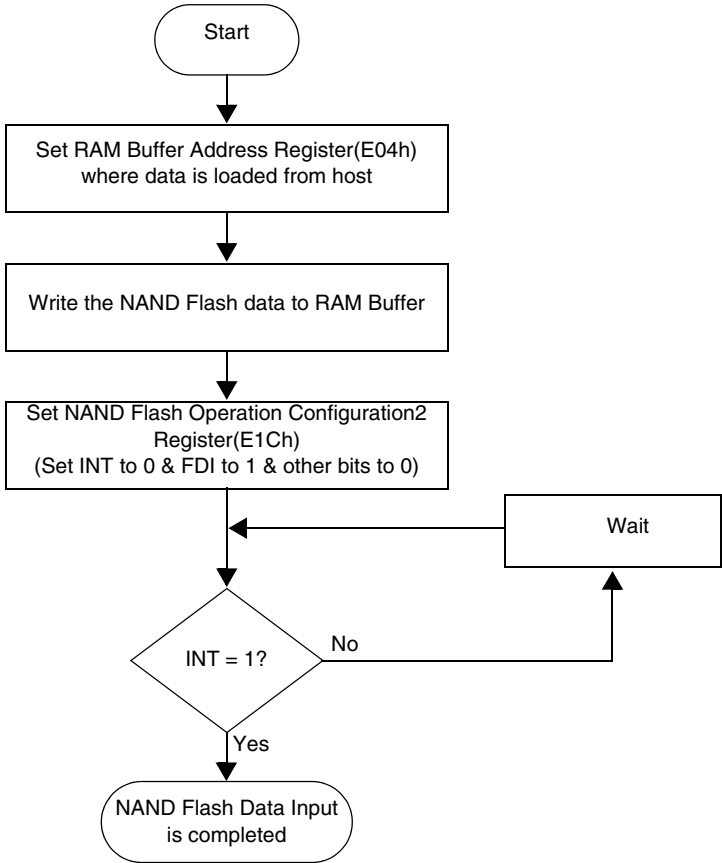 Start
Set RAM Buffer Address Register(E04h)
where data is loaded from host
Write the NAND Flash data to RAM Buffer
Set NAND Flash Operation Configuration2
Register(E1Ch)
(Set INT to 0 & FDI to 1 & other bits to 0)
Wait
INT = 1?
No
Yes
NAND Flash Data Input
is completed